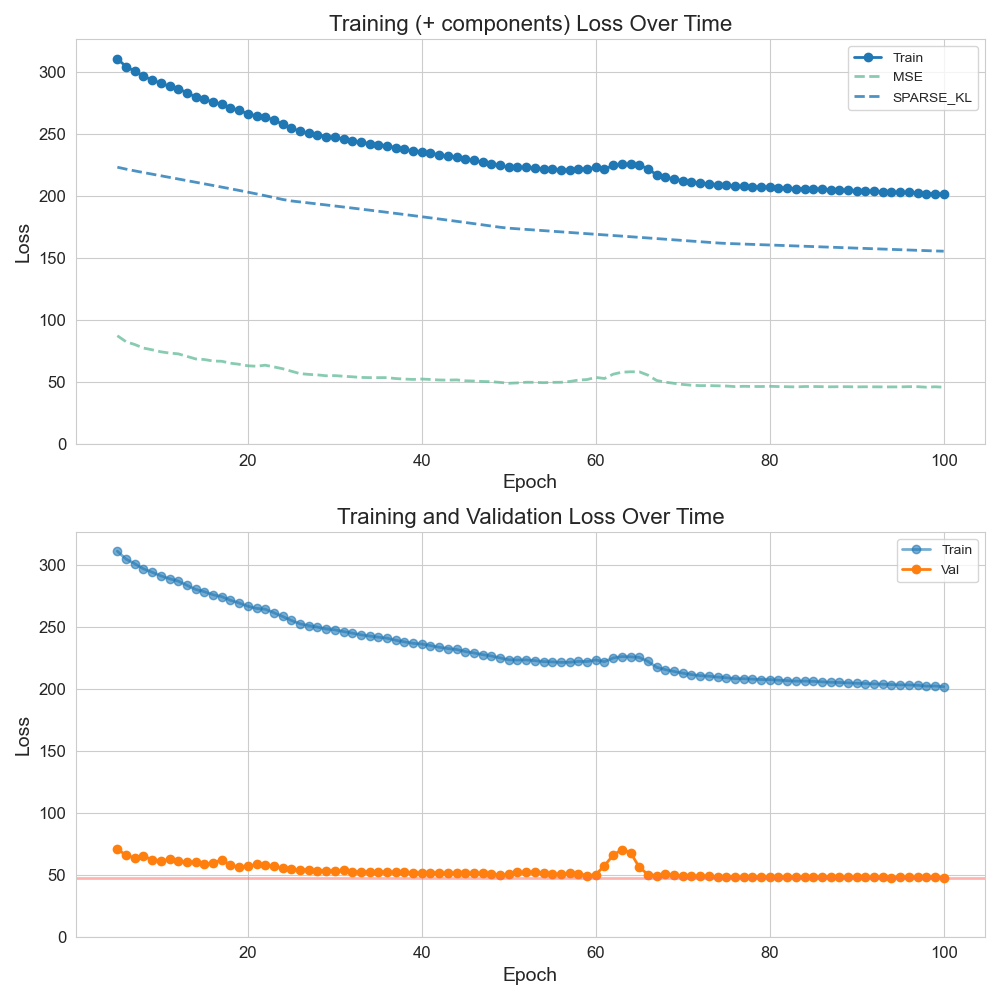 Training (+ components) Loss Over Time
Train
MSE
SPARSE_KL
Loss
300
250
200
150
100
50
0
20 40 60 80 100
Epoch
Training and Validation Loss Over Time
Train
Val
Loss
300
250
200
150
100
50
0
20 40 60 80 100
Epoch